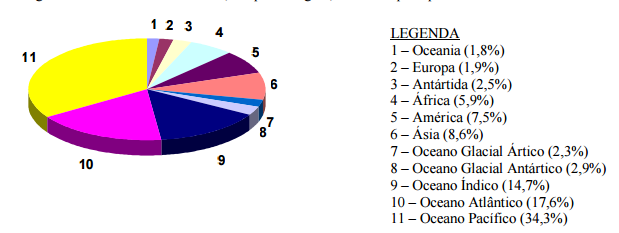 1
2
3
4
5
6
7
8
9
10
11
LEGENDA
1 – Oceania (1,8%)
2 – Europa (1,9%)
3 – Antártida (2,5%)
4 – África (5,9%)
5 – América (7,5%)
6 – Ásia (8,6%)
7 – Oceano Glacial Ártico (2,3%)
8 – Oceano Glacial Antártico (2,9%)
9 – Oceano Índico (14,7%)
10 – Oceano Atlântico (17,6%)
11 – Oceano Pacífico (34,3%)